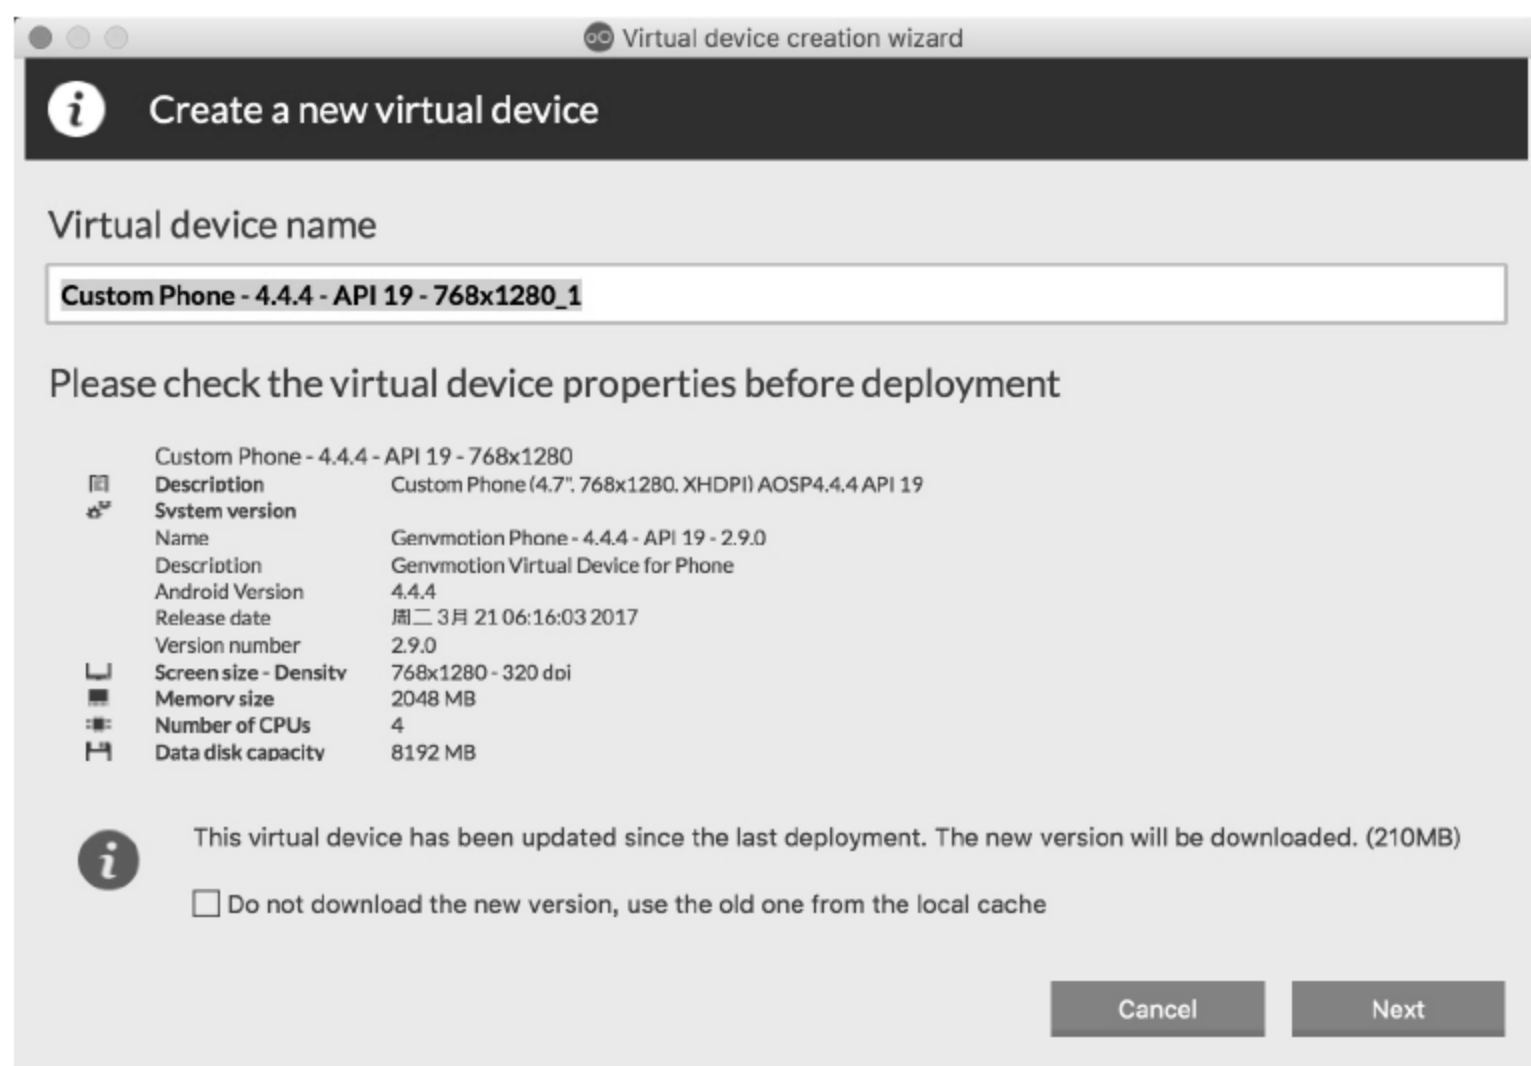 Virtual device creation wizard
Create a new virtual device
Virtual device name
Custom Phone - 4.4.4 - API 19 - 768x1280_1
Please check the virtual device properties before deployment
Custom Phone - 4.4.4 - API 19 - 768x1280
Description Custom Phone (4.7", 768x1280, XHDPI) AOSP4.4.4 API 19
System version
Name Genymotion Phone - 4.4.4 - API 19 - 2.9.0
Description Genymotion Virtual Device for Phone
Android Version 4.4.4
Release date 周二 3月 21 06:16:03 2017
Version number 2.9.0
Screen size - Density 768x1280 - 320 dpi
Memory size 2048 MB
Number of CPUs 4
Data disk capacity 8192 MB
This virtual device has been updated since the last deployment. The new version will be downloaded. (210MB)
Do not download the new version, use the old one from the local cache
Cancel Next